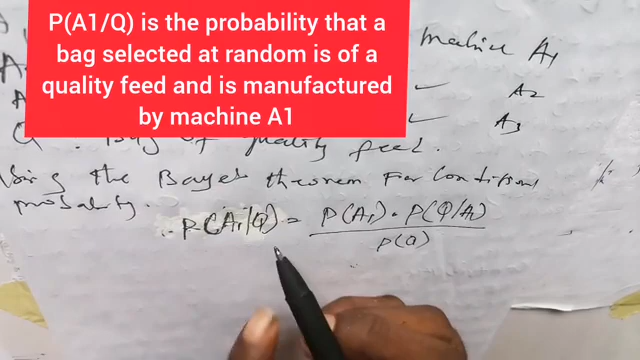 P(A1/Q) is the probability that a
bag selected at random is of a
quality feed and is manufactured
by machine A1
machine A1
A2
A3
Q : Bag of quality feed.
Using the Bayes theorem For Conditional
probability.
∴ P(A1/Q) = P(A1) · P(Q/A1)
P(Q)